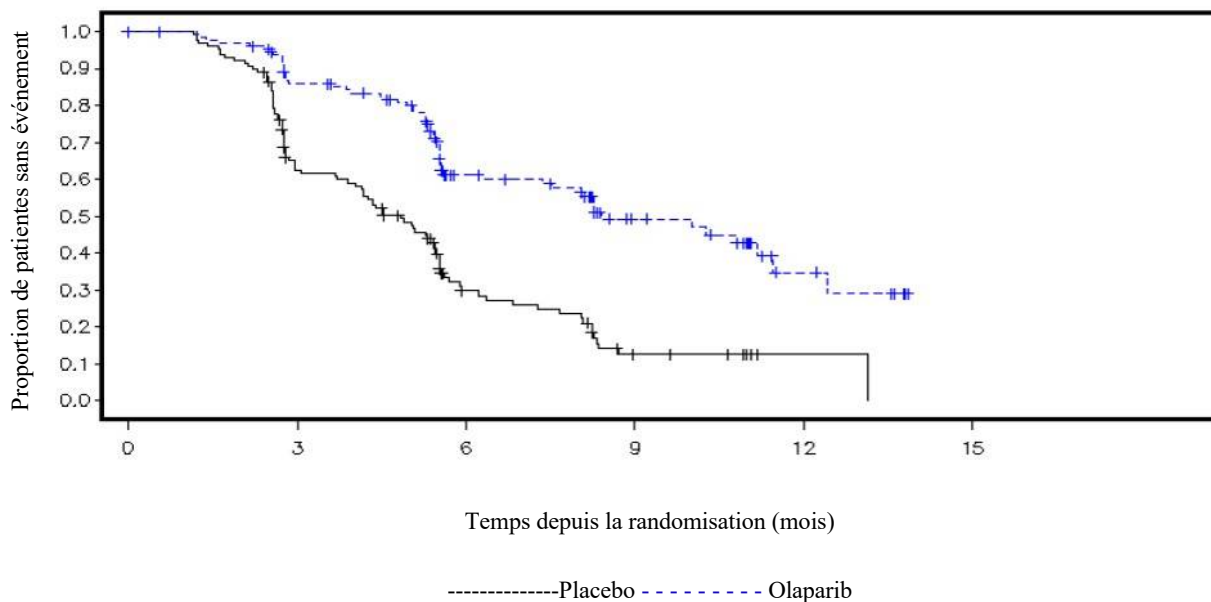 Proportion de patientes sans événement
1.0
0.9
0.8
0.7
0.6
0.5
0.4
0.3
0.2
0.1
0.0
0 3 6 9 12 15
Temps depuis la randomisation (mois)
Placebo Olaparib